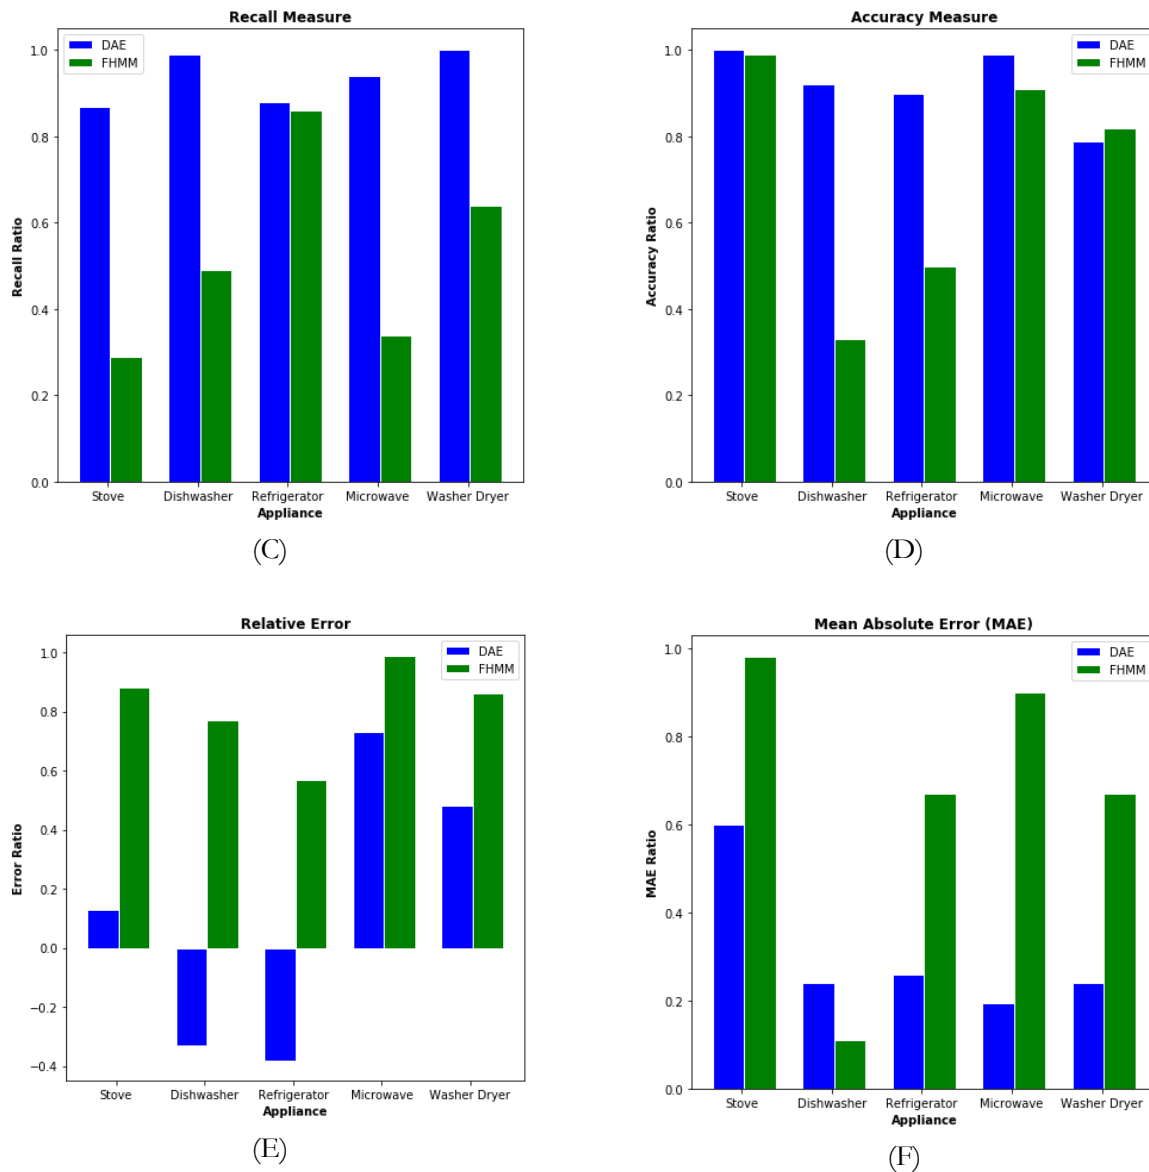 Recall Measure
DAE
FHMM
1.0
0.8
0.6
0.4
0.2
0.0
Recall Ratio
Stove Dishwasher Refrigerator Microwave Washer Dryer
Appliance
(C)
Accuracy Measure
DAE
FHMM
1.0
0.8
0.6
0.4
0.2
0.0
Accuracy Ratio
Stove Dishwasher Refrigerator Microwave Washer Dryer
Appliance
(D)
Relative Error
DAE
FHMM
1.0
0.8
0.6
0.4
0.2
0.0
−0.2
−0.4
Error Ratio
Stove Dishwasher Refrigerator Microwave Washer Dryer
Appliance
(E)
Mean Absolute Error (MAE)
DAE
FHMM
1.0
0.8
0.6
0.4
0.2
0.0
MAE Ratio
Stove Dishwasher Refrigerator Microwave Washer Dryer
Appliance
(F)